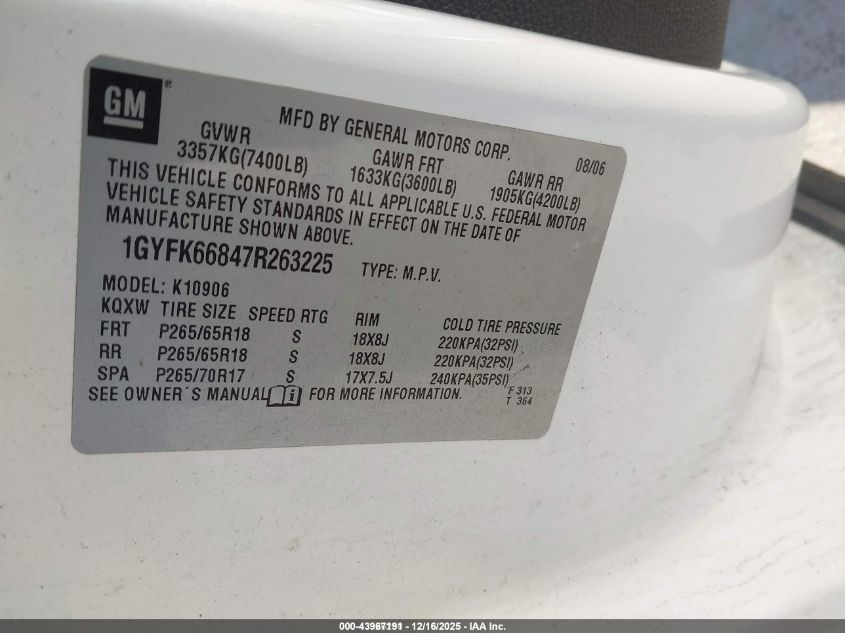 GM ®
MFD BY GENERAL MOTORS CORP. 08/06
GVWR GAWR FRT GAWR RR
3357KG(7400LB) 1633KG(3600LB) 1905KG(4200LB)
THIS VEHICLE CONFORMS TO ALL APPLICABLE U.S. FEDERAL MOTOR
VEHICLE SAFETY STANDARDS IN EFFECT ON THE DATE OF
MANUFACTURE SHOWN ABOVE.
1GYFK66847R263225 TYPE: M.P.V.
MODEL: K10906
KQXW TIRE SIZE SPEED RTG RIM COLD TIRE PRESSURE
FRT P265/65R18 S 18X8J 220KPA(32PSI)
RR P265/65R18 S 18X8J 220KPA(32PSI)
SPA P265/70R17 S 17X7.5J 240KPA(35PSI)
SEE OWNER´S MANUAL i FOR MORE INFORMATION.
F 313
T 364
000-43967191 - 12/16/2025 - IAA Inc.